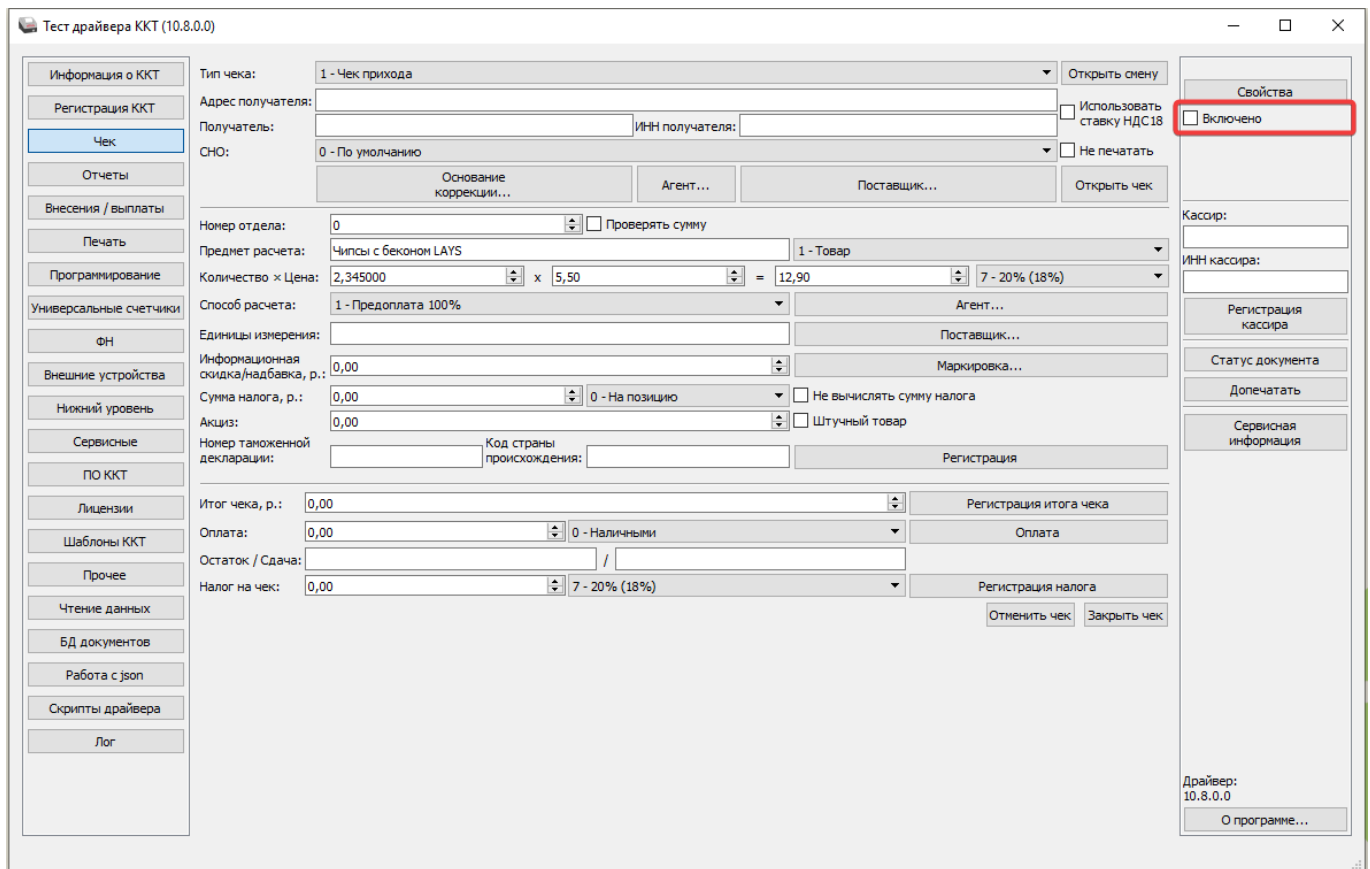 Тест драйвера ККТ (10.8.0.0)
Информация о ККТ
Регистрация ККТ
Чек
Отчеты
Внесения / выплаты
Печать
Программирование
Универсальные счетчики
ФН
Внешние устройства
Нижний уровень
Сервисные
ПО ККТ
Лицензии
Шаблоны ККТ
Прочее
Чтение данных
БД документов
Работа с json
Скрипты драйвера
Лог
Тип чека: 1 - Чек прихода Открыть смену
Адрес получателя:
Использовать
ставку НДС18
Получатель: ИНН получателя:
СНО: 0 - По умолчанию Не печатать
Основание
коррекции...
Агент... Поставщик... Открыть чек
Номер отдела: 0 Проверять сумму
Предмет расчета: Чипсы с беконом LAYS 1 - Товар
Количество × Цена: 2,345000 x 5,50 = 12,90 7 - 20% (18%)
Способ расчета: 1 - Предоплата 100% Агент...
Единицы измерения: Поставщик...
Информационная
скидка/надбавка, р.: 0,00 Маркировка...
Сумма налога, р.: 0,00 0 - На позицию Не вычислять сумму налога
Акциз: 0,00 Штучный товар
Номер таможенной
декларации:
Код страны
происхождения:
Регистрация
Итог чека, р.: 0,00 Регистрация итога чека
Оплата: 0,00 0 - Наличными Оплата
Остаток / Сдача: /
Налог на чек: 0,00 7 - 20% (18%) Регистрация налога
Отменить чек Закрыть чек
Свойства
Включено
Кассир:
ИНН кассира:
Регистрация
кассира
Статус документа
Допечатать
Сервисная
информация
Драйвер:
10.8.0.0
О программе...